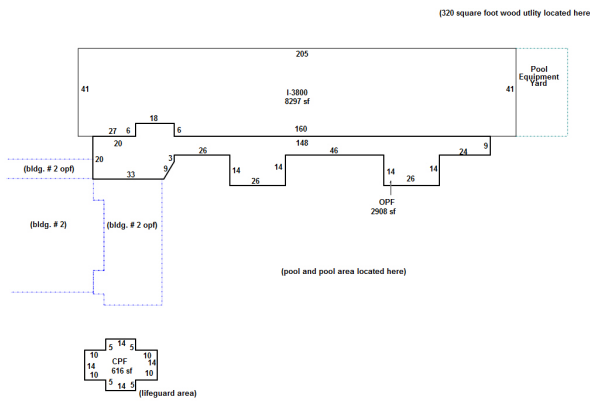 (320 square foot wood utlity located here
205
Pool
Equipment
Yard
41
I-3800
8297 sf
41
18
27
6
6
160
20
148
9
26
46
24
20
3
9
14
14
14
14
(bldg. # 2 opf)
33
26
26
OPF
2908 sf
(bldg. # 2)
(bldg. # 2 opf)
(pool and pool area located here)
5
14
5
10
10
CPF
14
14
616 sf
10
10
5
14
5
(lifeguard area)